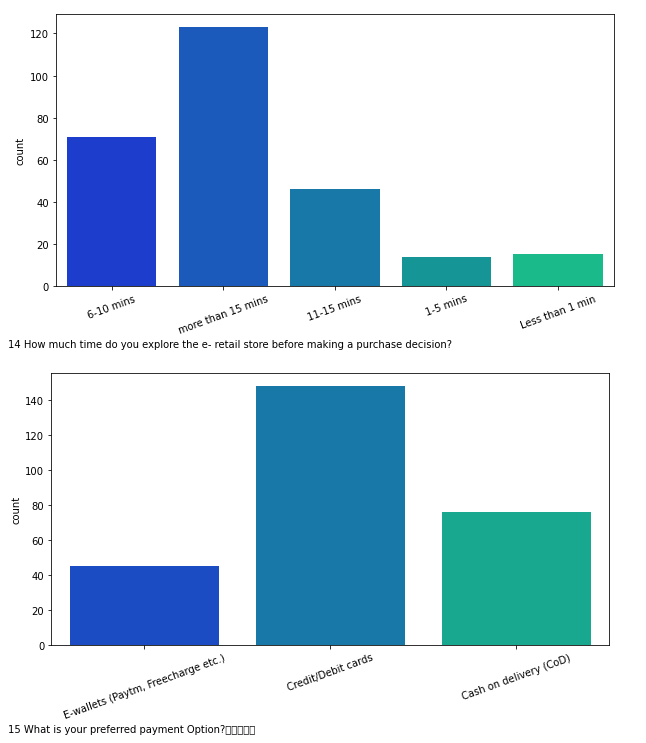 120
100
80
60
40
20
0
count
6-10 mins
more than 15 mins
11-15 mins
1-5 mins
Less than 1 min
14 How much time do you explore the e- retail store before making a purchase decision?
140
120
100
80
60
40
20
0
count
E-wallets (Paytm, Freecharge etc.)
Credit/Debit cards
Cash on delivery (CoD)
15 What is your preferred payment Option?▯▯▯▯▯